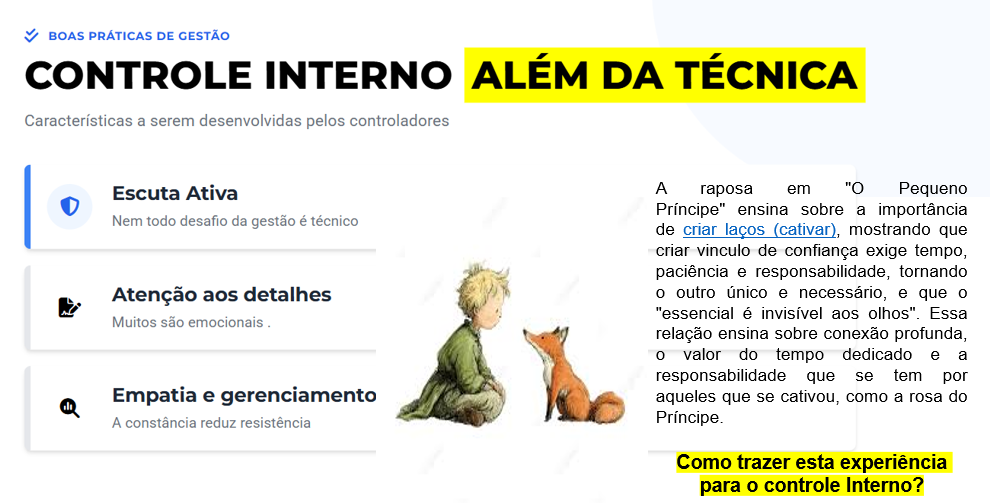 BOAS PRÁTICAS DE GESTÃO
CONTROLE INTERNO ALÉM DA TÉCNICA
Características a serem desenvolvidas pelos controladores
Escuta Ativa
Nem todo desafio da gestão é técnico
Atenção aos detalhes
Muitos são emocionais .
Empatia e gerenciamento
A constância reduz resistência
A raposa em "O Pequeno
Príncipe" ensina sobre a importância
de criar laços (cativar), mostrando que
criar vinculo de confiança exige tempo,
paciência e responsabilidade, tornando
o outro único e necessário, e que o
"essencial é invisível aos olhos". Essa
relação ensina sobre conexão profunda,
o valor do tempo dedicado e a
responsabilidade que se tem por
aqueles que se cativou, como a rosa do
Príncipe.
Como trazer esta experiência
para o controle Interno?